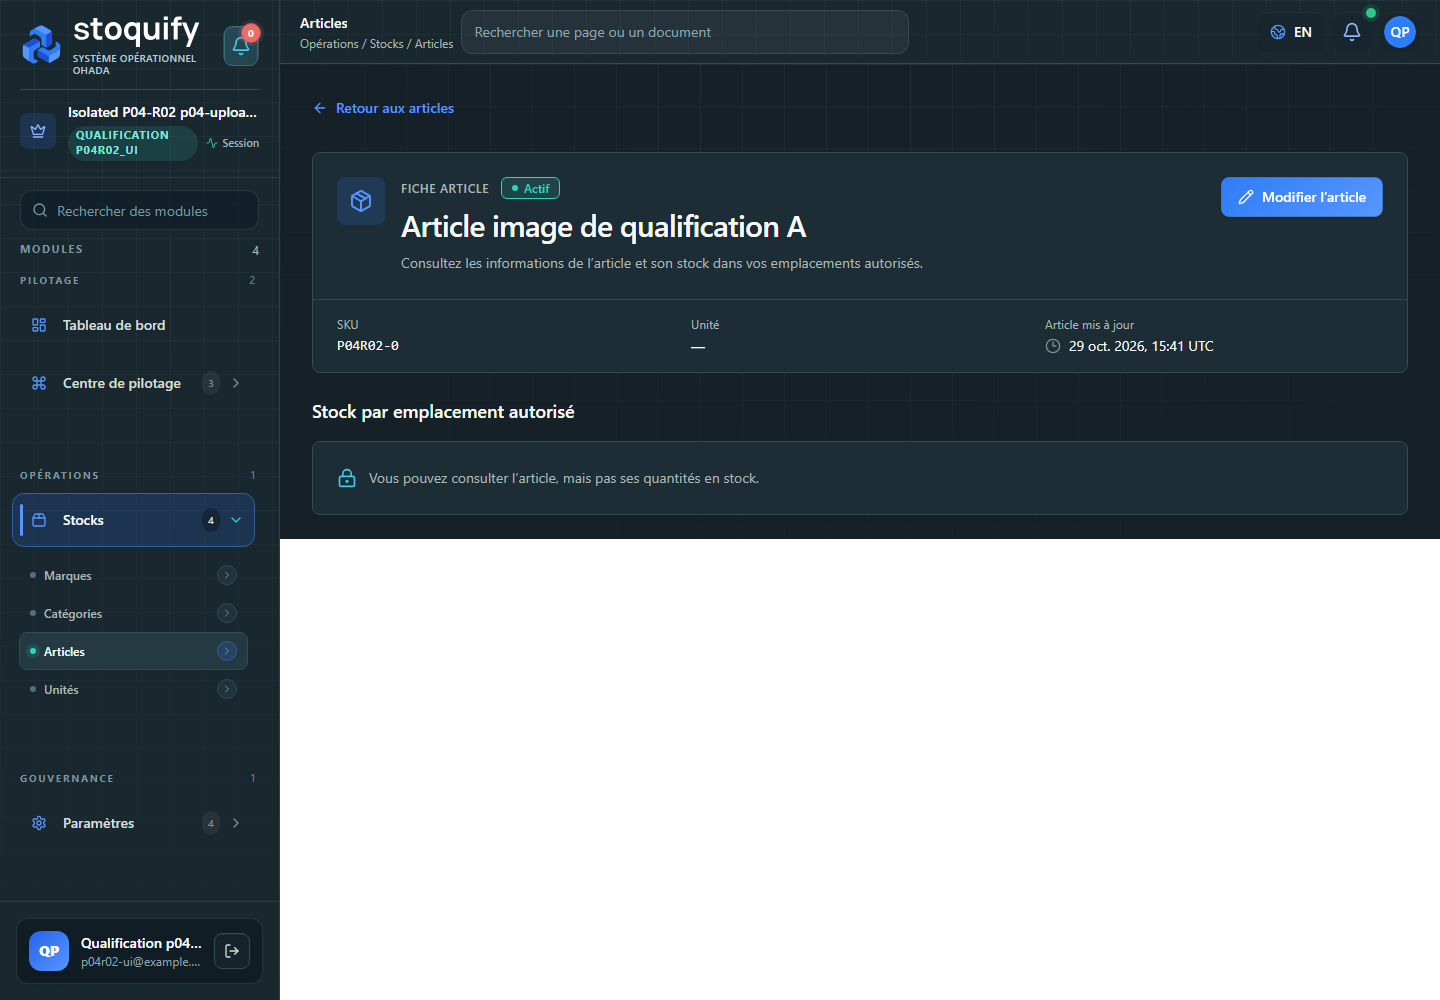 stoquify
SYSTÈME OPÉRATIONNEL
OHADA
0
Isolated P04-R02 p04-uploa...
QUALIFICATION
P04R02_UI
Session
Rechercher des modules
MODULES
4
PILOTAGE
2
Tableau de bord
Centre de pilotage
3
OPÉRATIONS
1
Stocks
4
Marques
Catégories
Articles
Unités
GOUVERNANCE
1
Paramètres
4
QP
Qualification p04...
p04r02-ui@example....
Articles
Opérations / Stocks / Articles
Rechercher une page ou un document
EN
QP
Retour aux articles
FICHE ARTICLE
Actif
Article image de qualification A
Consultez les informations de l’article et son stock dans vos emplacements autorisés.
Modifier l’article
SKU
P04R02-0
Unité
—
Article mis à jour
29 oct. 2026, 15:41 UTC
Stock par emplacement autorisé
Vous pouvez consulter l’article, mais pas ses quantités en stock.